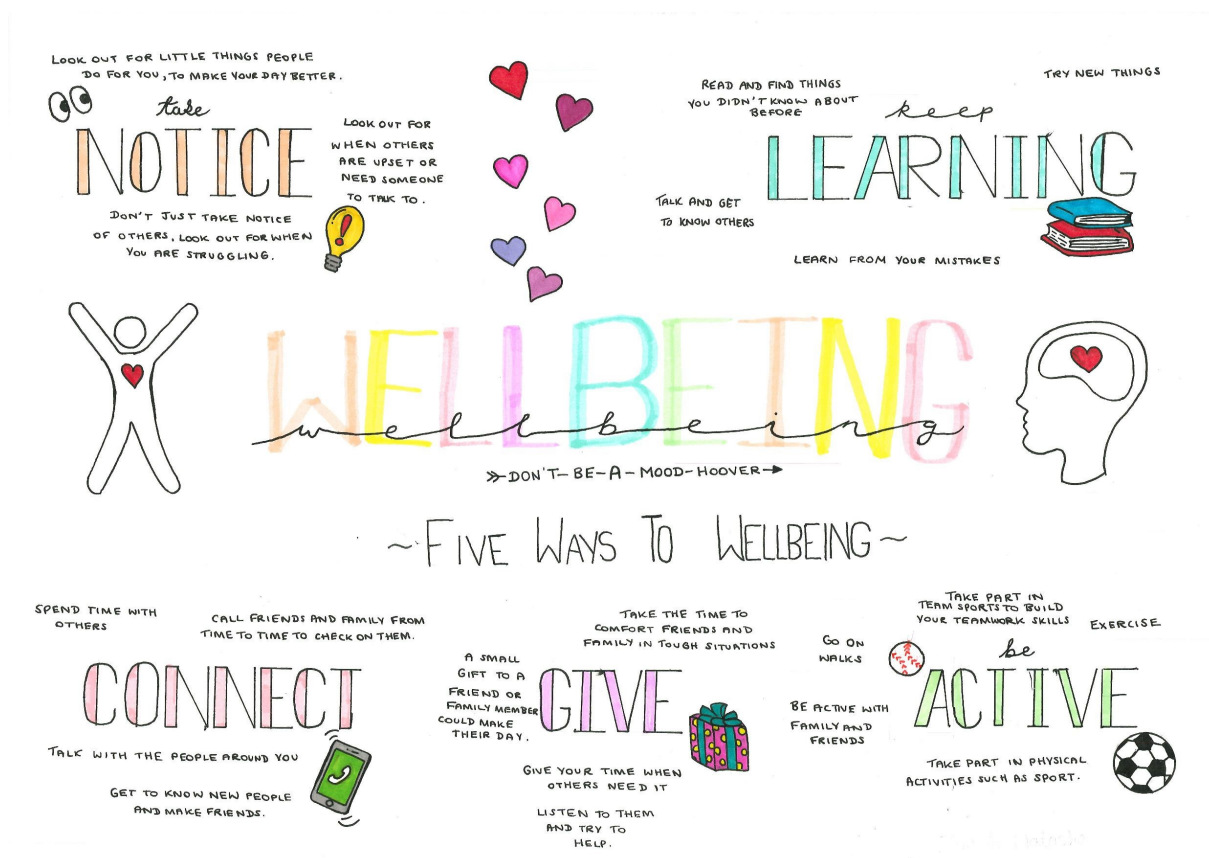 LOOK OUT FOR LITTLE THINGS PEOPLE
DO FOR YOU, TO MAKE YOUR DAY BETTER.
take
NOTICE
LOOK OUT FOR
WHEN OTHERS
ARE UPSET OR
NEED SOMEONE
TO TALK TO.
DON'T JUST TAKE NOTICE
OF OTHERS, LOOK OUT FOR WHEN
YOU ARE STRUGGLING.
READ AND FIND THINGS
YOU DIDN'T KNOW ABOUT
BEFORE
TRY NEW THINGS
keep
LEARNING
TALK AND GET
TO KNOW OTHERS
LEARN FROM YOUR MISTAKES
WELLBEING
wellbeing
DON'T-BE-A-MOOD-HOOVER
~FIVE WAYS TO WELLBEING~
SPEND TIME WITH
OTHERS
CALL FRIENDS AND FAMILY FROM
TIME TO TIME TO CHECK ON THEM.
CONNECT
TALK WITH THE PEOPLE AROUND YOU
GET TO KNOW NEW PEOPLE
AND MAKE FRIENDS.
TAKE THE TIME TO
COMFORT FRIENDS AND
FAMILY IN TOUGH SITUATIONS
A SMALL
GIFT TO A
FRIEND OR
FAMILY MEMBER
COULD MAKE
THEIR DAY.
GIVE
GIVE YOUR TIME WHEN
OTHERS NEED IT
LISTEN TO THEM
AND TRY TO
HELP.
TAKE PART IN
TEAM SPORTS TO BUILD
YOUR TEAMWORK SKILLS
EXERCISE
GO ON
WALKS
be
ACTIVE
BE ACTIVE WITH
FAMILY AND
FRIENDS
TAKE PART IN PHYSICAL
ACTIVITIES SUCH AS SPORT.